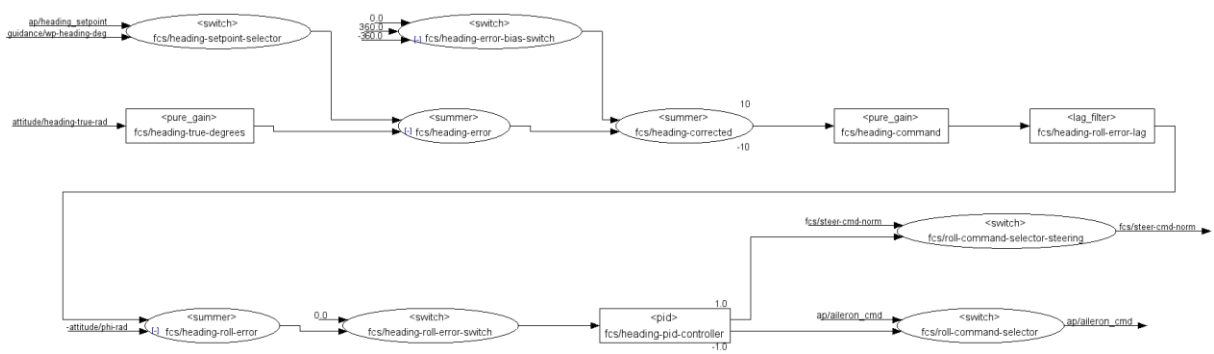 ap/heading_setpoint
guidance/wp-heading-deg
<switch>
fcs/heading-setpoint-selector
0.0
360.0
-360.0
[-]
<switch>
fcs/heading-error-bias-switch
attitude/heading-true-rad
<pure_gain>
fcs/heading-true-degrees
[-]
<summer>
fcs/heading-error
<summer>
fcs/heading-corrected
10
-10
<pure_gain>
fcs/heading-command
<lag_filter>
fcs/heading-roll-error-lag
fcs/steer-cmd-norm
<switch>
fcs/roll-command-selector-steering
fcs/steer-cmd-norm
-attitude/phi-rad
[-]
<summer>
fcs/heading-roll-error
0.0
<switch>
fcs/heading-roll-error-switch
<pid>
fcs/heading-pid-controller
1.0
-1.0
ap/aileron_cmd
<switch>
fcs/roll-command-selector
ap/aileron_cmd